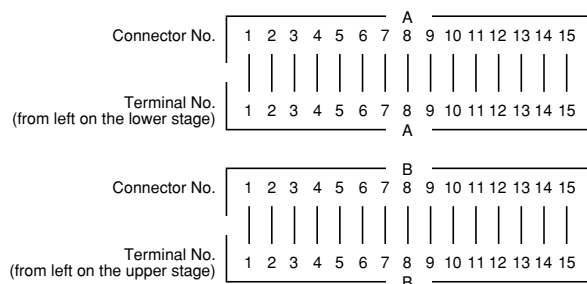 A
Connector No. 1 2 3 4 5 6 7 8 9 10 11 12 13 14 15
Terminal No.
(from left on the lower stage) 1 2 3 4 5 6 7 8 9 10 11 12 13 14 15
A
B
Connector No. 1 2 3 4 5 6 7 8 9 10 11 12 13 14 15
Terminal No.
(from left on the upper stage) 1 2 3 4 5 6 7 8 9 10 11 12 13 14 15
B